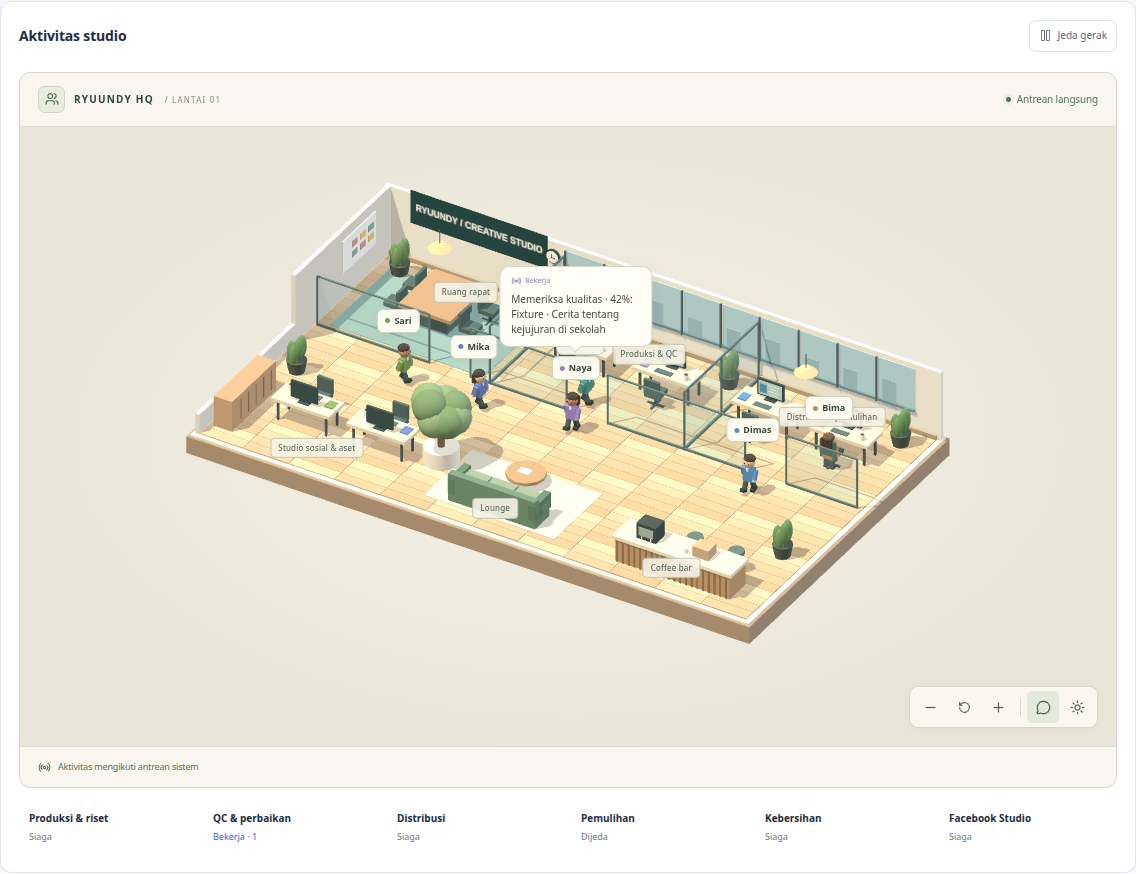 Aktivitas studio
Jeda gerak
RYUUNDY HQ / LANTAI 01
Antrean langsung
RYUUNDY / CREATIVE STUDIO
Ruang rapat
Bekerja
Memeriksa kualitas · 42%:
Fixture · Cerita tentang
kejujuran di sekolah
Sari
Mika
Produksi & QC
Naya
Bima
Dimas
Studio sosial & aset
Lounge
Coffee bar
Aktivitas mengikuti antrean sistem
Produksi & riset
Siaga
QC & perbaikan
Bekerja · 1
Distribusi
Siaga
Pemulihan
Dijeda
Kebersihan
Siaga
Facebook Studio
Siaga